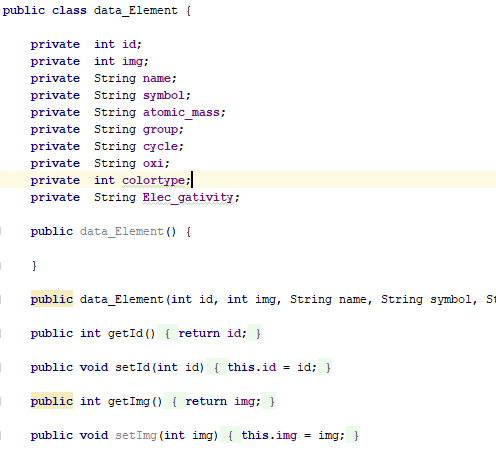 public class data_Element {
private int id;
private int img;
private String name;
private String symbol;
private String atomic_mass;
private String group;
private String cycle;
private String oxi;
private int colortype;
private String Elec_gativity;
public data_Element() {
}
public data_Element(int id, int img, String name, String symbol, St
public int getId() { return id; }
public void setId(int id) { this.id = id; }
public int getImg() { return img; }
public void setImg(int img) { this.img = img; }